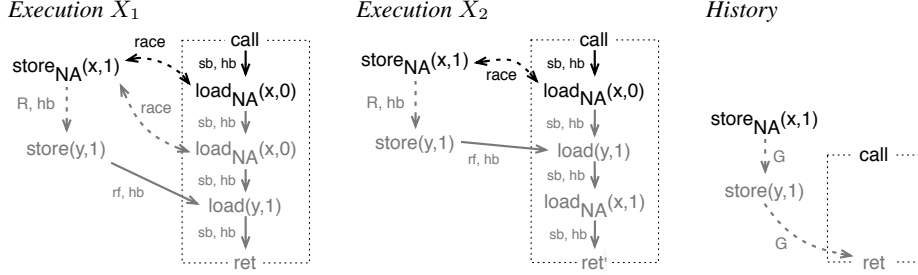 Execution X1
Execution X2
History
race
call
store_NA(x,1)
sb, hb
load_NA(x,0)
R, hb
race
sb, hb
store(y,1)
load_NA(x,0)
rf, hb
sb, hb
load(y,1)
sb, hb
ret
call
store_NA(x,1)
sb, hb
race
load_NA(x,0)
R, hb
sb, hb
store(y,1)
load(y,1)
rf, hb
sb, hb
load_NA(x,1)
sb, hb
ret'
store_NA(x,1)
call
G
store(y,1)
G
ret